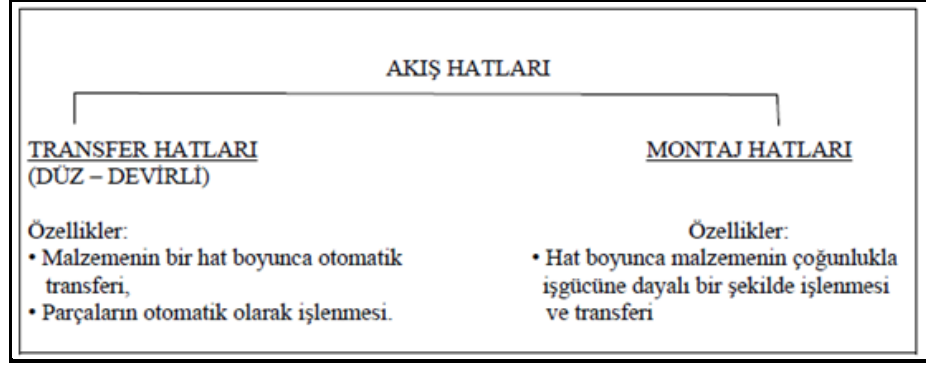 AKIŞ HATLARI
TRANSFER HATLARI
(DÜZ – DEVİRLİ)
Özellikler:
• Malzemenin bir hat boyunca otomatik
transferi,
• Parçaların otomatik olarak işlenmesi.
MONTAJ HATLARI
Özellikler:
• Hat boyunca malzemenin çoğunlukla
işgücüne dayalı bir şekilde işlenmesi
ve transferi